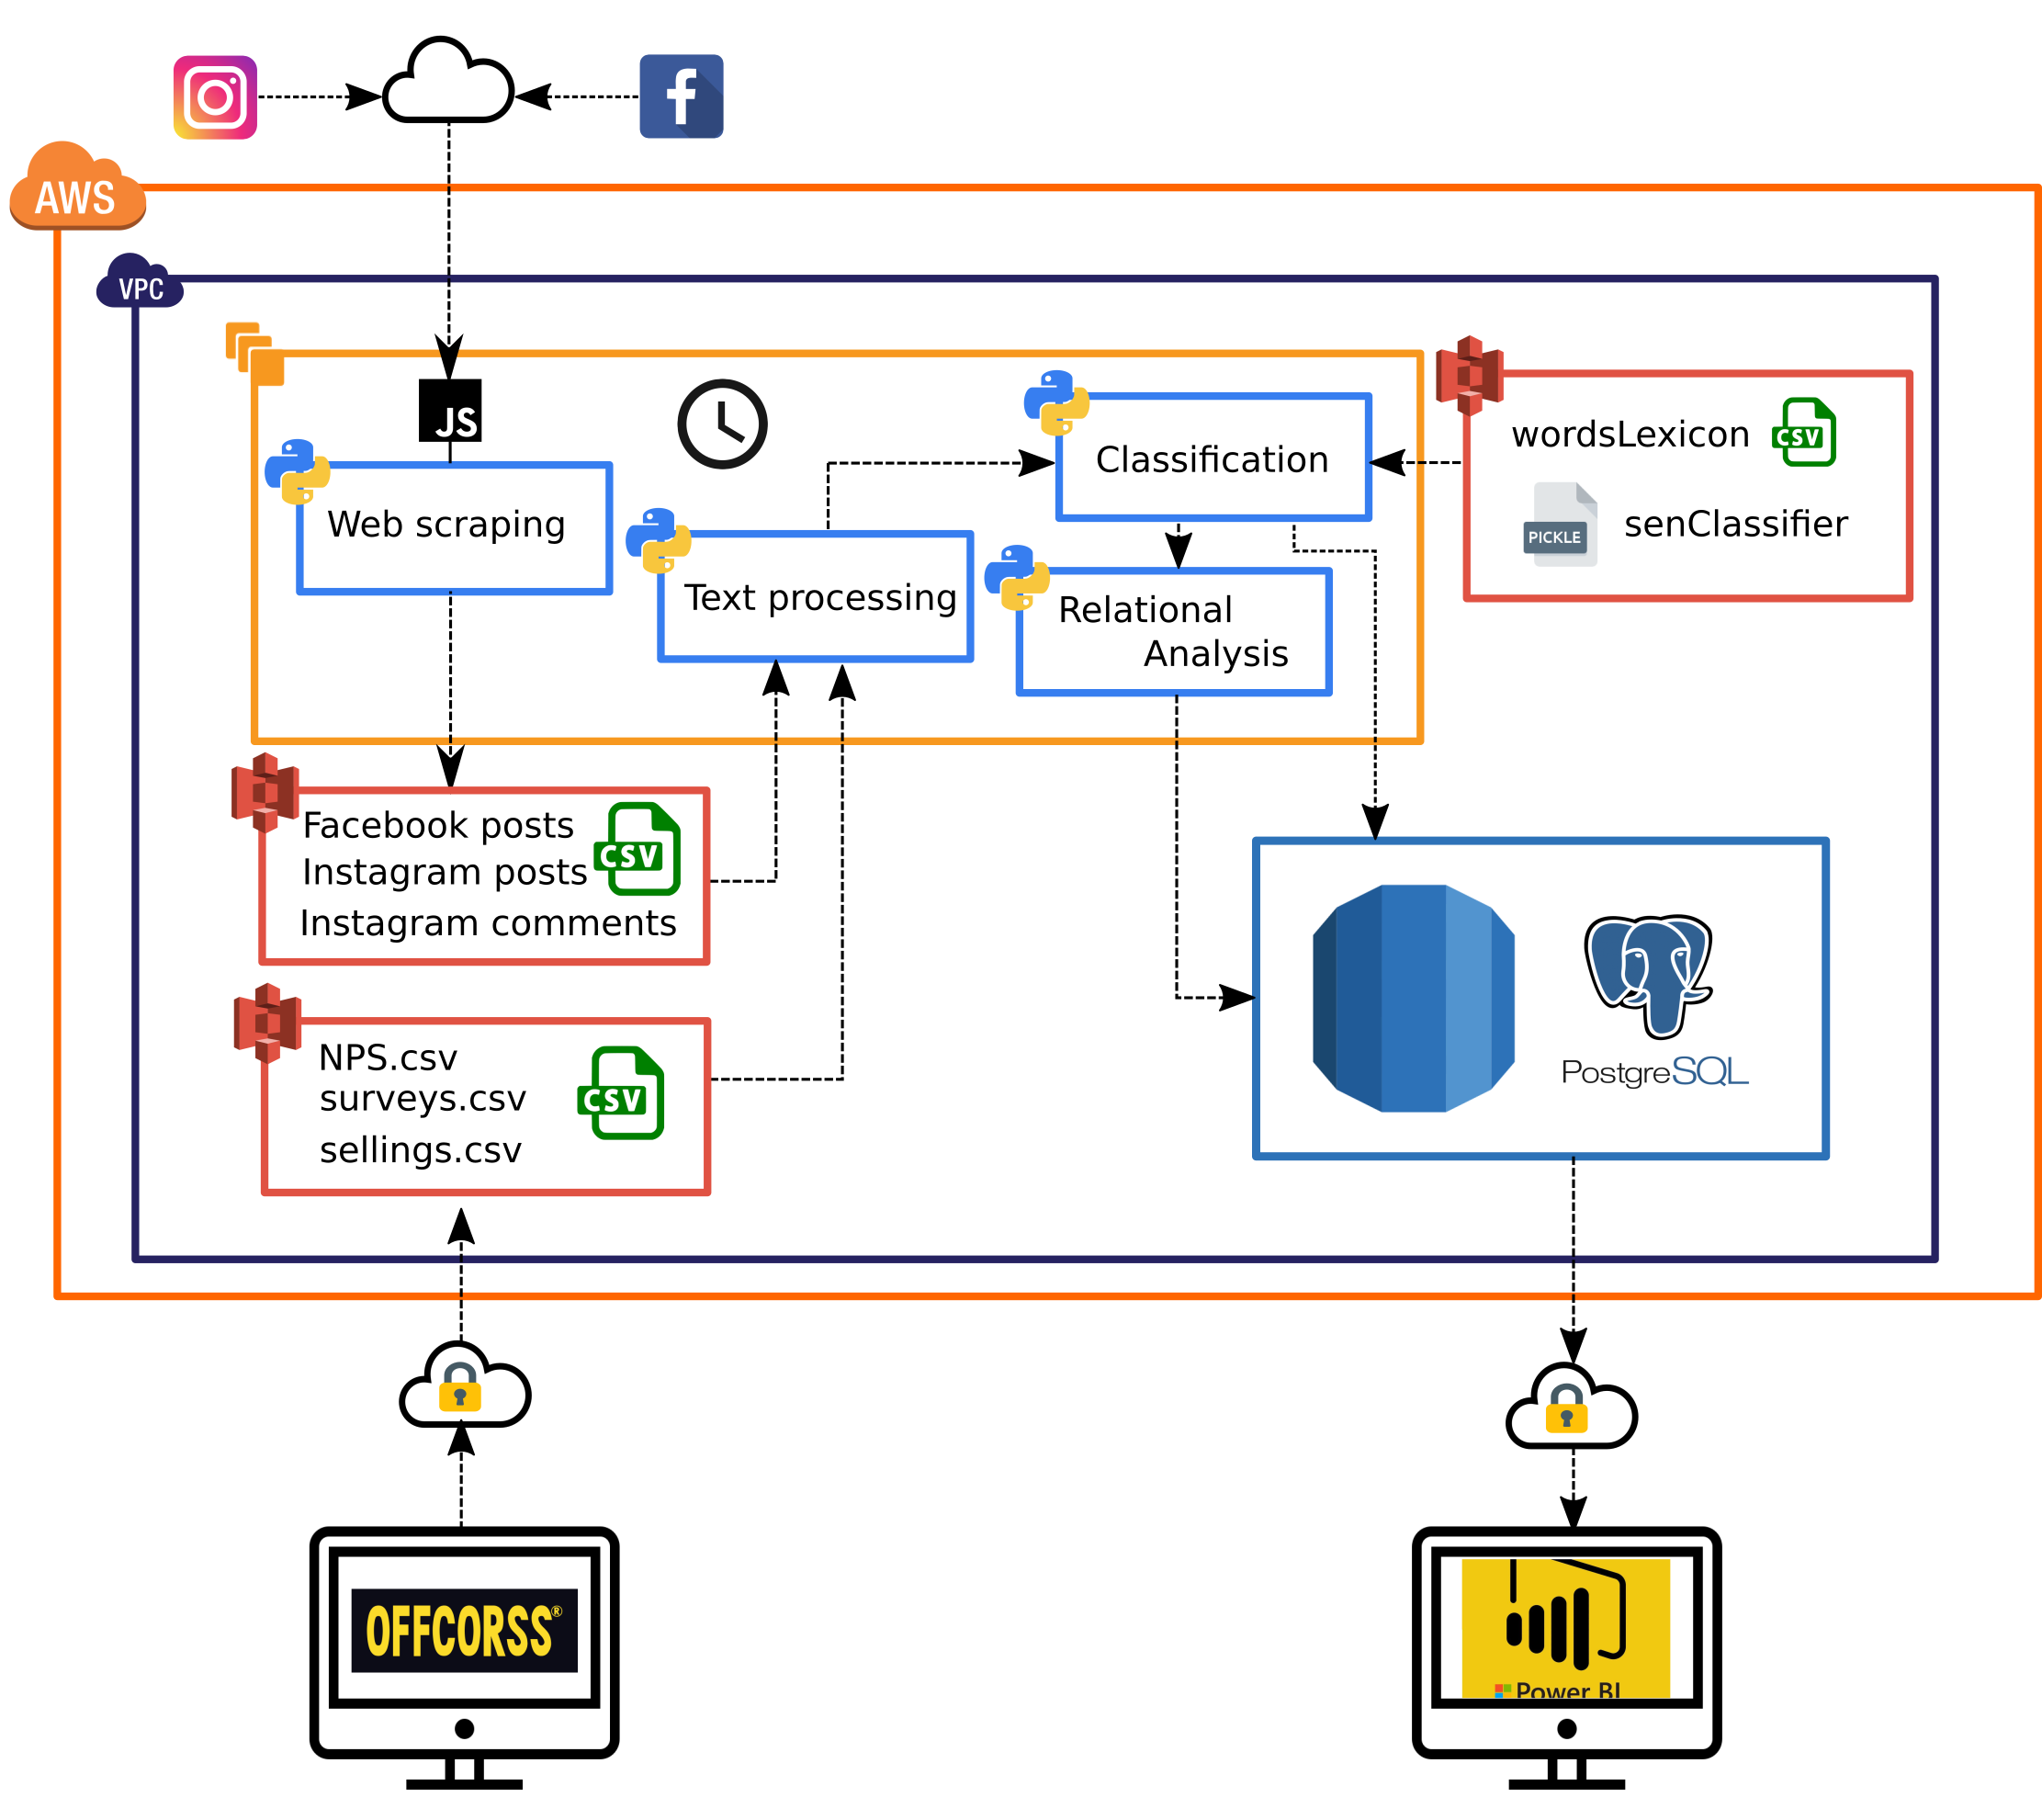 AWS
VPC
JS
Classification
wordsLexicon
CSV
Web scraping
PICKLE
senClassifier
Text processing
Relational
Analysis
Facebook posts
Instagram posts
CSV
Instagram comments
NPS.csv
surveys.csv
CSV
sellings.csv
PostgreSQL
OFFCORSS®
Power BI